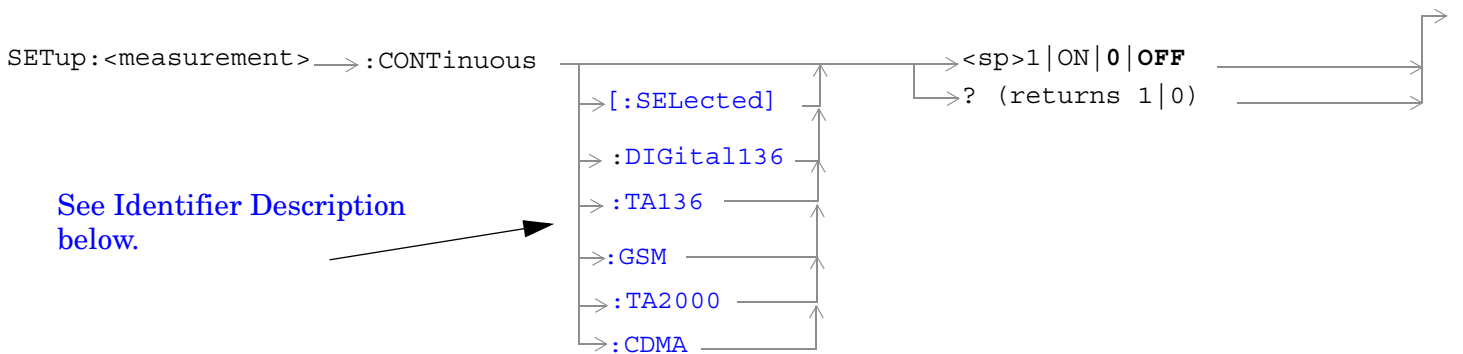 SETup:<measurement> :CONTinuous <sp>1|ON|0|OFF
[:SELected] ? (returns 1|0)
:DIGital136
:TA136
See Identifier Description
below.
:GSM
:TA2000
:CDMA